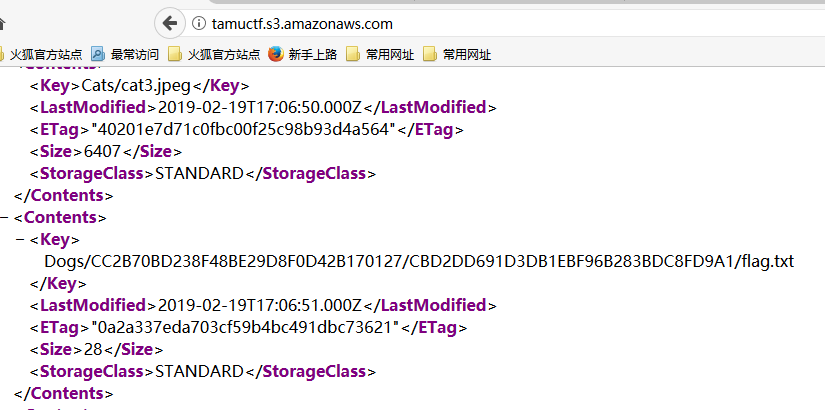 tamuctf.s3.amazonaws.com
火狐官方站点 最常访问 火狐官方站点 新手上路 常用网址 常用网址
<Key>Cats/cat3.jpeg</Key>
<LastModified>2019-02-19T17:06:50.000Z</LastModified>
<ETag>"40201e7d71c0fbc00f25c98b93d4a564"</ETag>
<Size>6407</Size>
<StorageClass>STANDARD</StorageClass>
</Contents>
− <Contents>
− <Key>
Dogs/CC2B70BD238F48BE29D8F0D42B170127/CBD2DD691D3DB1EBF96B283BDC8FD9A1/flag.txt
</Key>
<LastModified>2019-02-19T17:06:51.000Z</LastModified>
<ETag>"0a2a337eda703cf59b4bc491dbc73621"</ETag>
<Size>28</Size>
<StorageClass>STANDARD</StorageClass>
</Contents>